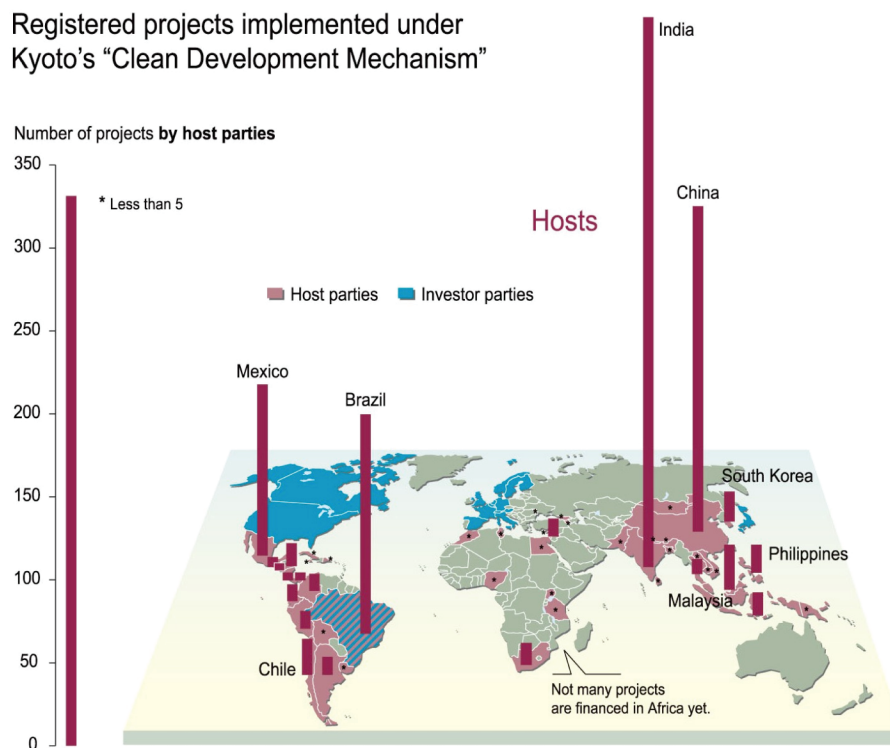 Registered projects implemented under
Kyoto's “Clean Development Mechanism”
India
Number of projects by host parties
350
* Less than 5
China
Hosts
300
Host parties
Investor parties
250
Mexico
Brazil
200
150
South Korea
Philippines
100
Malaysia
Chile
50
Not many projects
are financed in Africa yet.
0